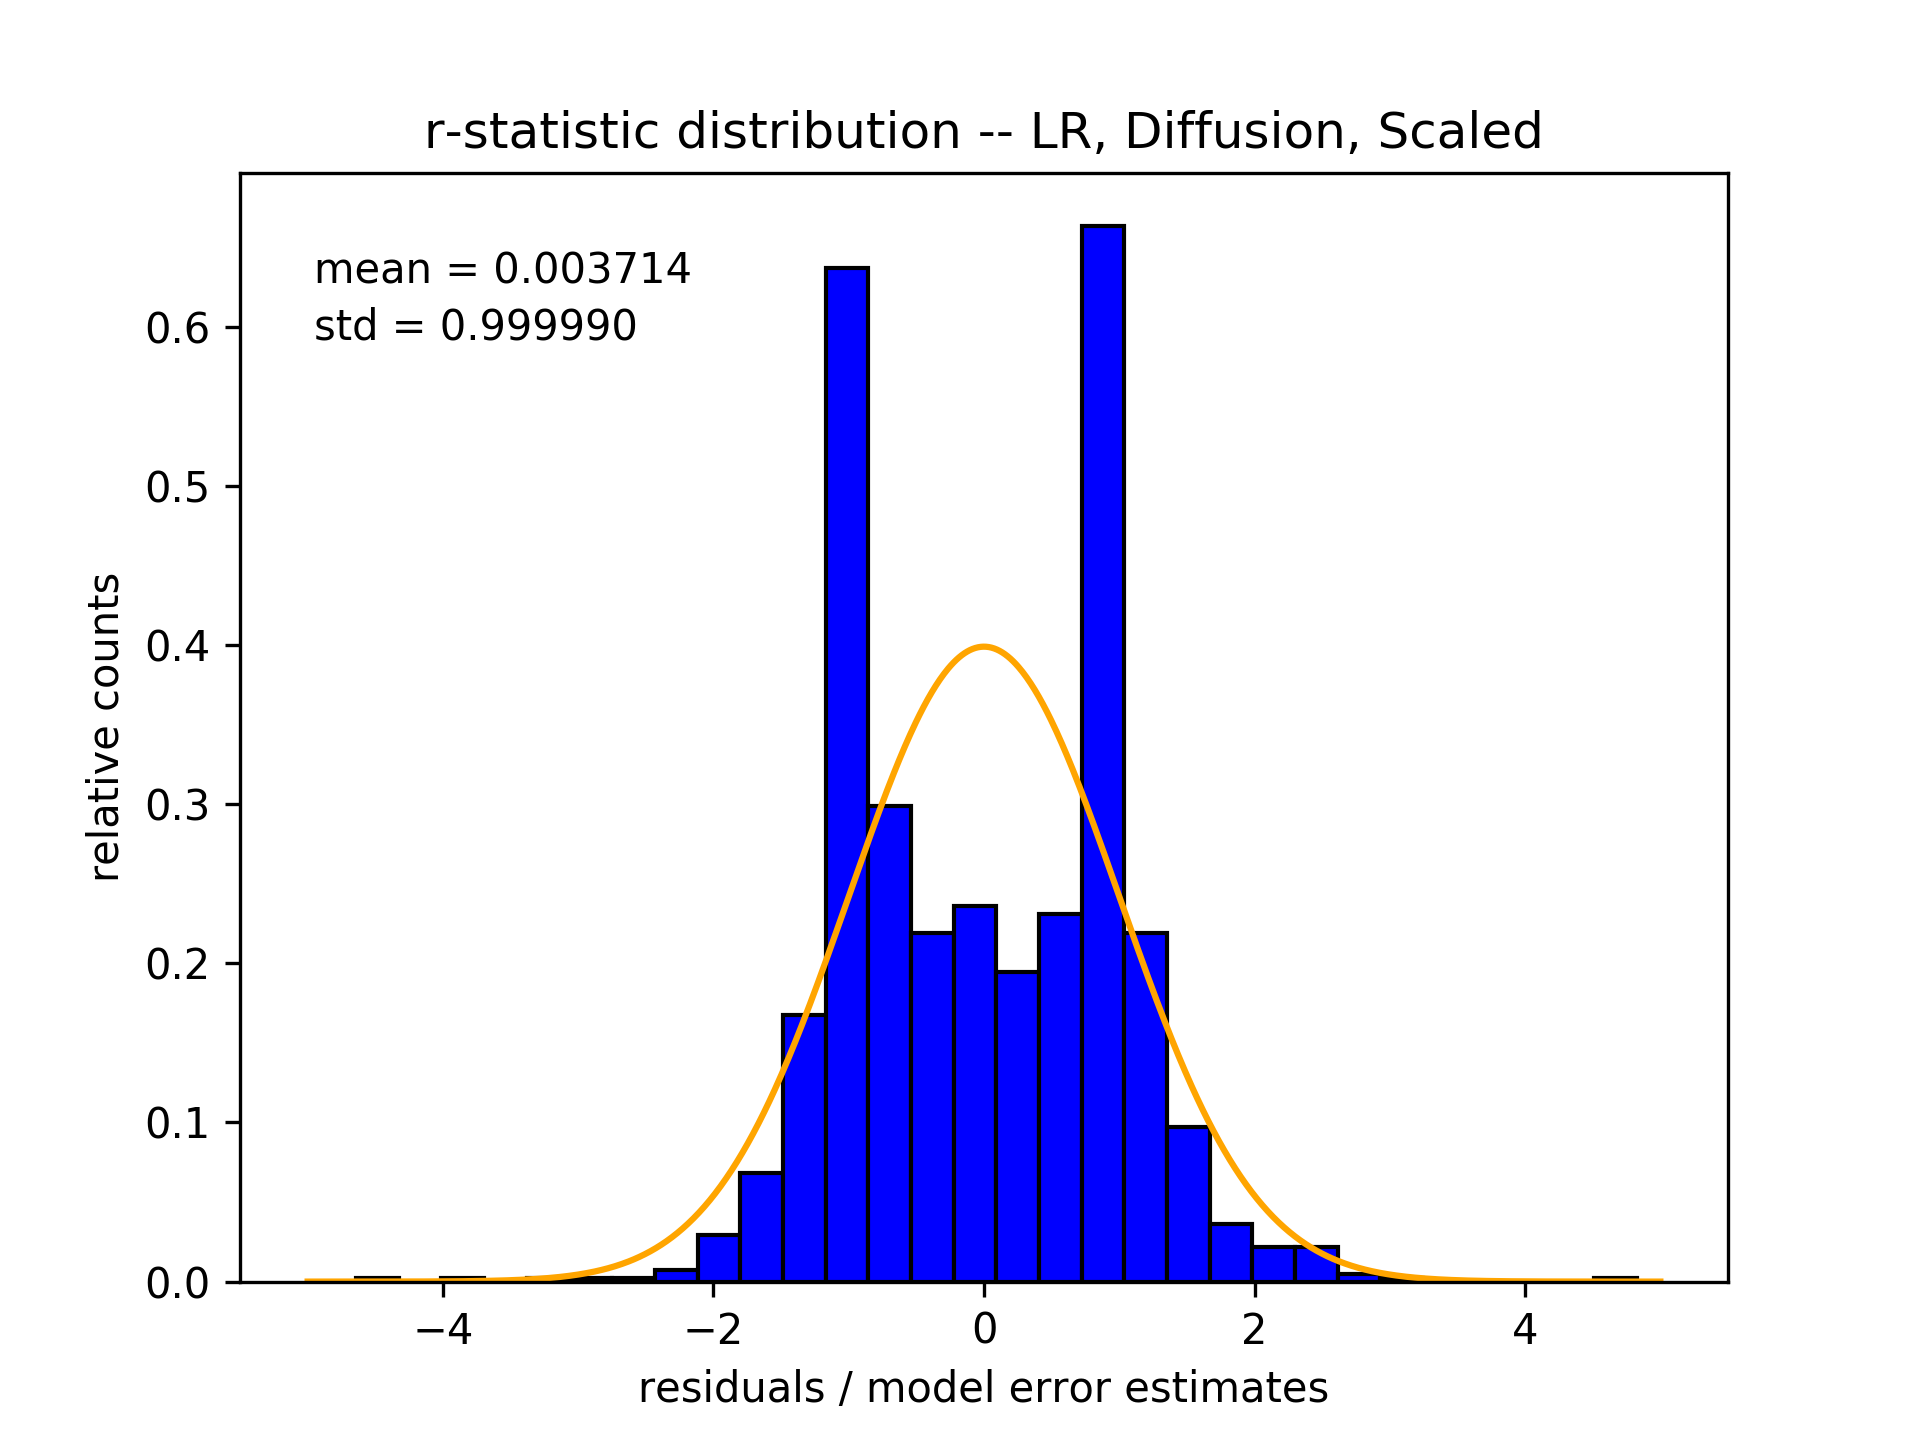 r-statistic distribution -- LR, Diffusion, Scaled
mean = 0.003714
std = 0.999990
relative counts
0.6
0.5
0.4
0.3
0.2
0.1
0.0
−4 −2 0 2 4
residuals / model error estimates